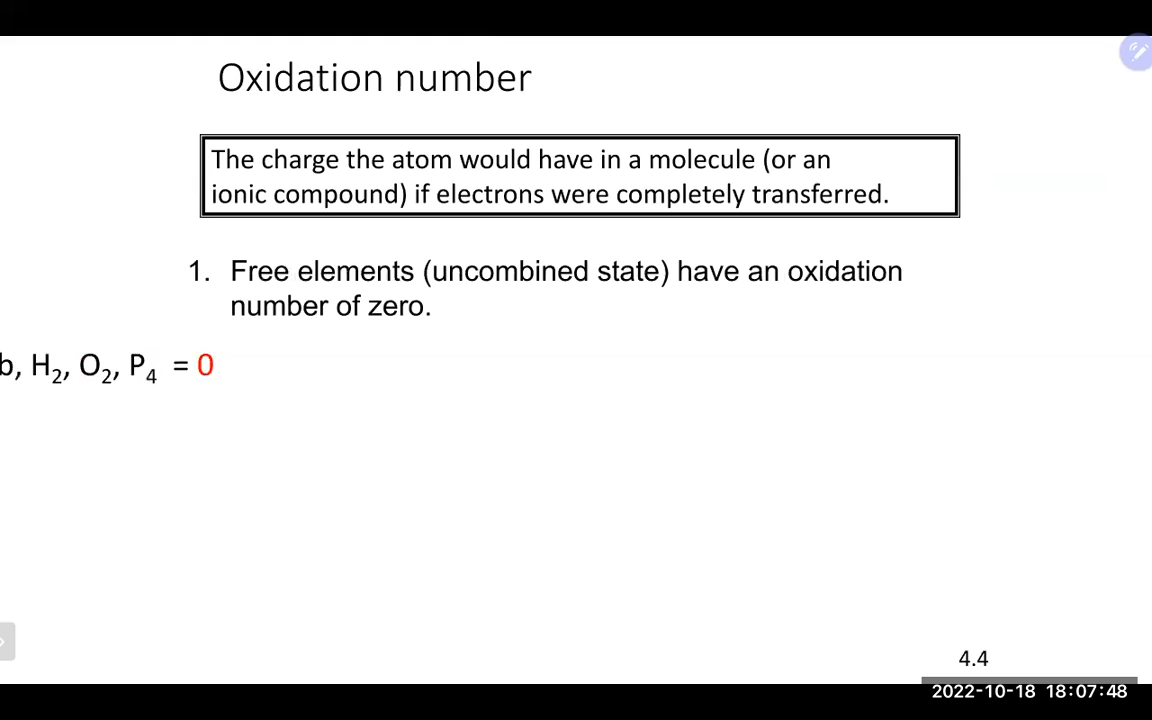 Oxidation number
The charge the atom would have in a molecule (or an
ionic compound) if electrons were completely transferred.
1. Free elements (uncombined state) have an oxidation
number of zero.
b, H₂, O₂, P₄ = 0
4.4
2022-10-18 18:07:48